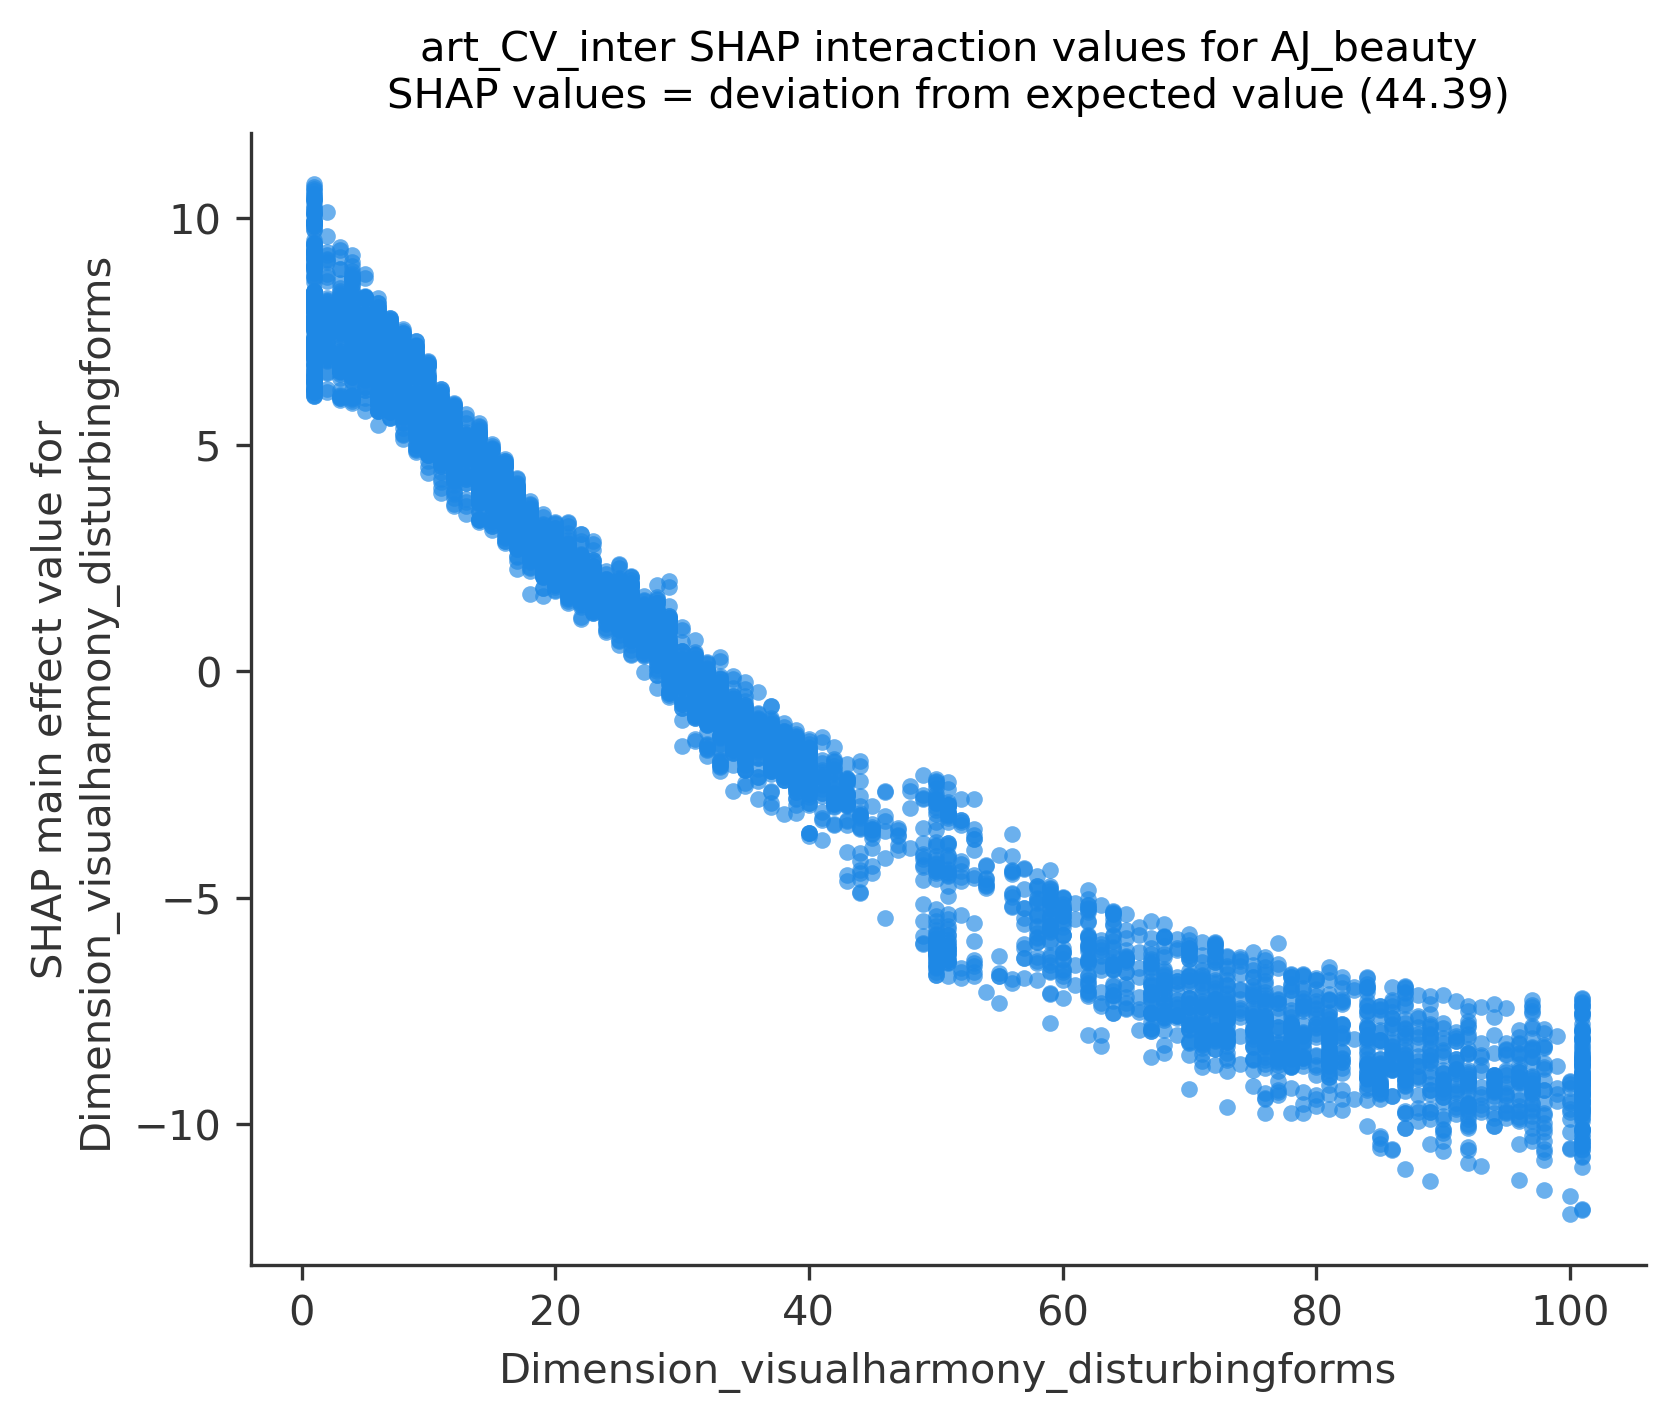 art_CV_inter SHAP interaction values for AJ_beauty
SHAP values = deviation from expected value (44.39)
SHAP main effect value for
Dimension_visualharmony_disturbingforms
10
5
0
−5
−10
0
20
40
60
80
100
Dimension_visualharmony_disturbingforms